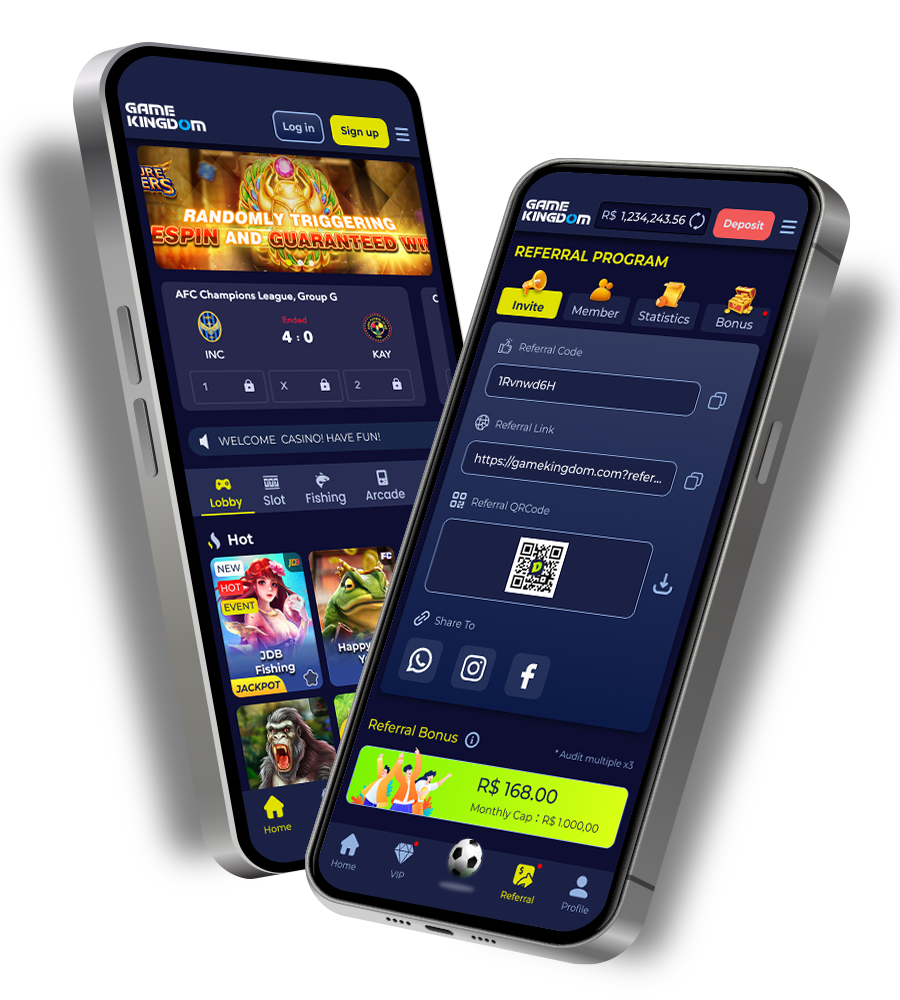 GAME
KINGDOM
Log in
Sign up
RANDOMLY TRIGGERING
AND GUARANTEED
AFC Champions League, Group G
Ended
4 : 0
INC
KAY
1
X
2
WELCOME CASINO! HAVE FUN!
Lobby
Slot
Fishing
Arcade
Hot
NEW
HOT
EVENT
JDB
JDB
Fishing
JACKPOT
FC
Happy
Home
GAME
KINGDOM
R$ 1,234,243.56
Deposit
REFERRAL PROGRAM
Invite
Member
Statistics
Bonus
Referral Code
1Rvnwd6H
Referral Link
https://gamekingdom.com?refer...
Referral QRCode
D
Share To
Referral Bonus
* Audit multiple x3
R$ 168.00
Monthly Cap : R$ 1.000,00
Home
VIP
Referral
Profile